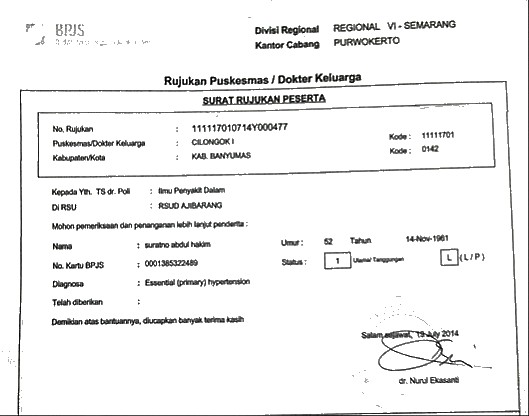 BPJS
Divisi Regional REGIONAL VI - SEMARANG
Kantor Cabang PURWOKERTO
Rujukan Puskesmas / Dokter Keluarga
SURAT RUJUKAN PESERTA
No. Rujukan : 111117010714Y000477
Puskesmas/Dokter Keluarga : CILONGOK I Kode : 11111701
Kabupaten/Kota : KAB. BANYUMAS Kode : 0142
Kepada Yth. TS dr. Poli : Ilmu Penyakit Dalam
Di RSU : RSUD AJIBARANG
Mohon pemeriksaan dan penanganan lebih lanjut penderita :
Nama : suratno abdul hakim Umur : 52 Tahun 14-Nov-1961
No. Kartu BPJS : 0001385322489 Status : 1 Utama/ Tanggungan L (L/P)
Diagnosa : Essential (primary) hypertension
Telah diberikan :
Demikian atas bantuannya, diucapkan banyak terima kasih
Salam sejawat, 13 July 2014
dr. Nurul Ekasanti